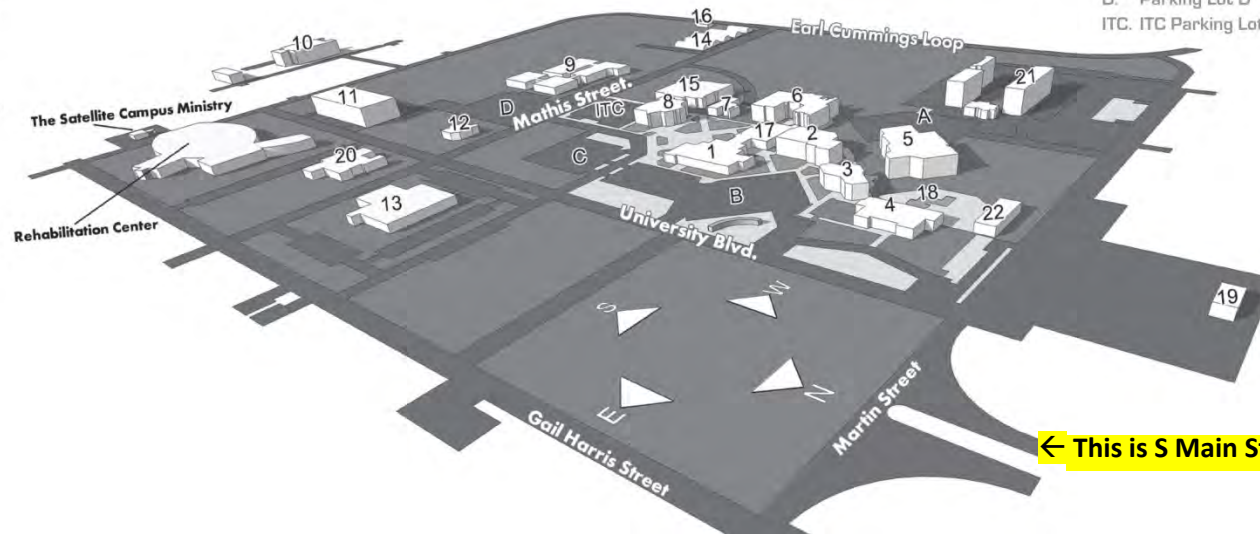 D. Parking Lot D
ITC. ITC Parking Lot
16
Earl Cummings Loop
14
10
9
21
15
11
Mathis Street.
ITC
D
8
7
6
A
The Satellite Campus Ministry
12
17
2
5
20
C
1
3
18
B
4
22
13
University Blvd.
Rehabilitation Center
19
S
W
E
N
Martin Street
Gail Harris Street
← This is S Main St